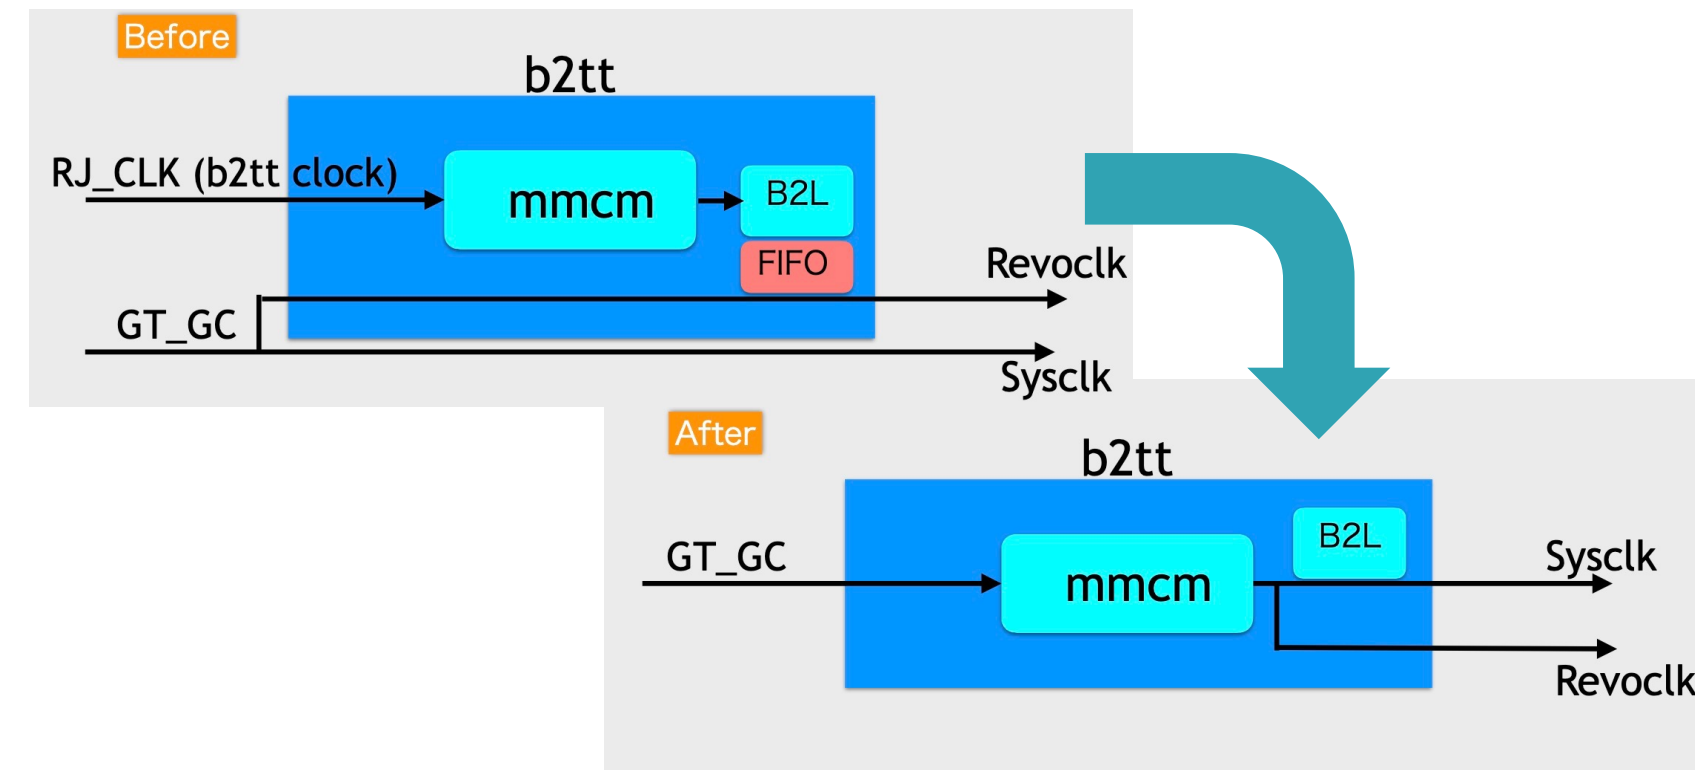 Before
b2tt
RJ_CLK (b2tt clock)
mmcm
B2L
FIFO
Revoclk
GT_GC
Sysclk
After
b2tt
GT_GC
mmcm
B2L
Sysclk
Revoclk